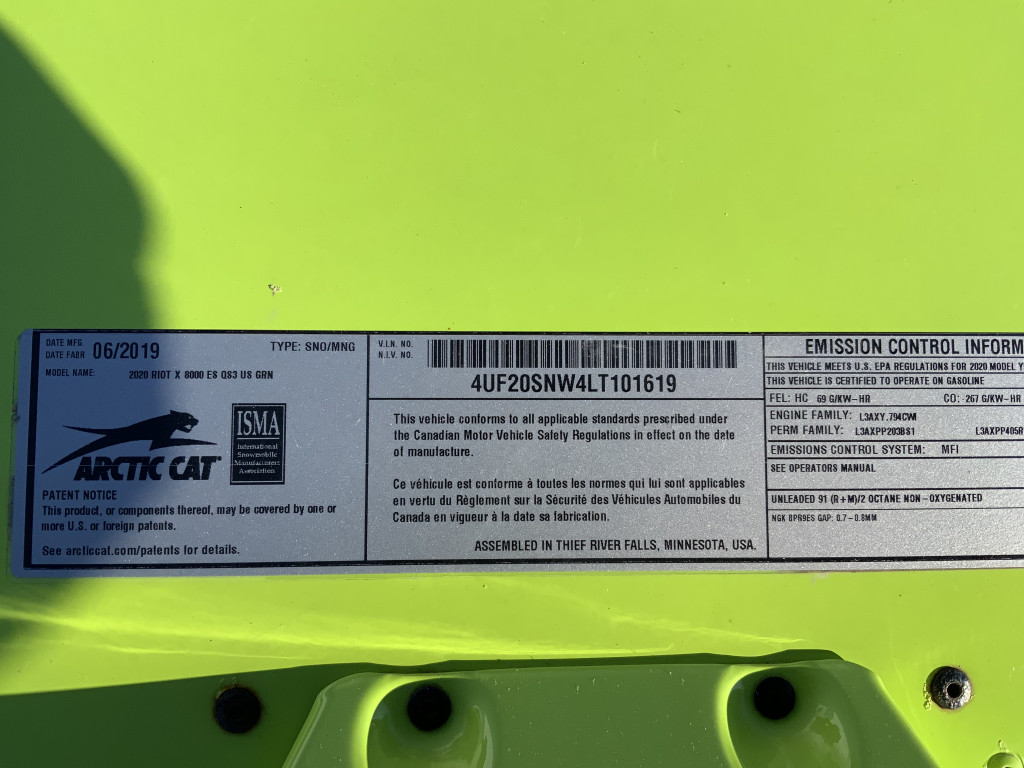 DATE MFG
DATE FABR 06/2019
TYPE: SNO/MNG
MODEL NAME: 2020 RIOT X 8000 ES QS3 US GRN
ARCTIC CAT
ISMA
International
Snowmobile
Manufacturers
Association
PATENT NOTICE
This product, or components thereof, may be covered by one or
more U.S. or foreign patents.
See arcticcat.com/patents for details.
V.I.N. NO.
N.I.V. NO.
4UF20SNW4LT101619
This vehicle conforms to all applicable standards prescribed under
the Canadian Motor Vehicle Safety Regulations in effect on the date
of manufacture.
Ce véhicule est conforme à toutes les normes qui lui sont applicables
en vertu du Règlement sur la Sécurité des Véhicules Automobiles du
Canada en vigueur à la date sa fabrication.
ASSEMBLED IN THIEF RIVER FALLS, MINNESOTA, USA.
EMISSION CONTROL INFORM
THIS VEHICLE MEETS U.S. EPA REGULATIONS FOR 2020 MODEL Y
THIS VEHICLE IS CERTIFIED TO OPERATE ON GASOLINE
FEL: HC 69 G/KW-HR CO: 267 G/KW-HR
ENGINE FAMILY: L3AXY.794CWI
PERM FAMILY: L3AXPP203BS1 L3AXPP405R
EMISSIONS CONTROL SYSTEM: MFI
SEE OPERATORS MANUAL
UNLEADED 91 (R+M)/2 OCTANE NON-OXYGENATED
NGK BPR9ES GAP: 0.7-0.8MM